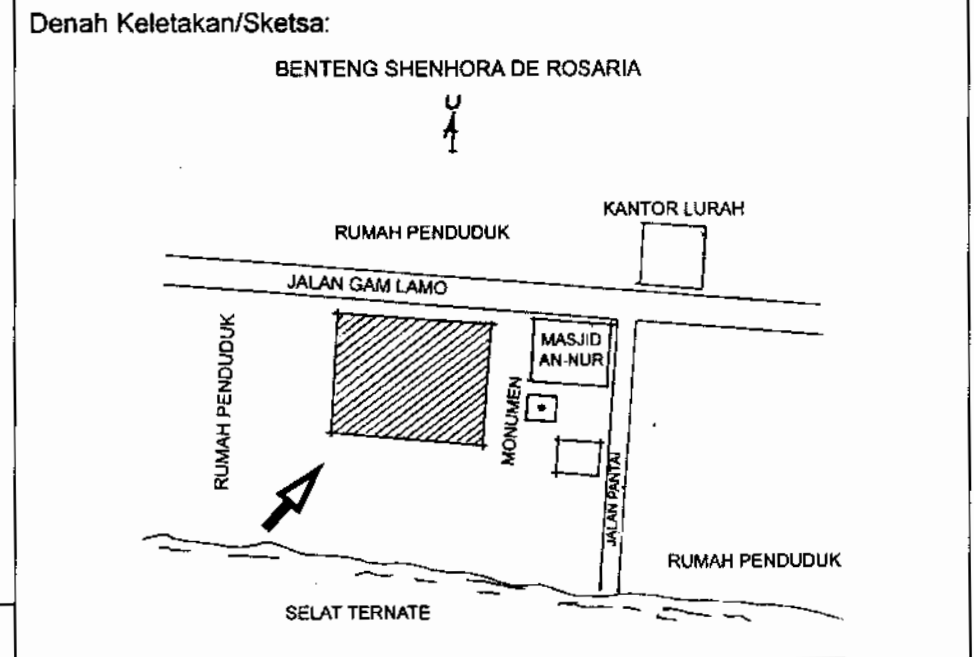 Denah Keletakan/Sketsa:
BENTENG SHENHORA DE ROSARIA
U
KANTOR LURAH
RUMAH PENDUDUK
JALAN GAM LAMO
MASJID
AN-NUR
RUMAH PENDUDUK
MONUMEN
JALAN PANTAI
RUMAH PENDUDUK
SELAT TERNATE